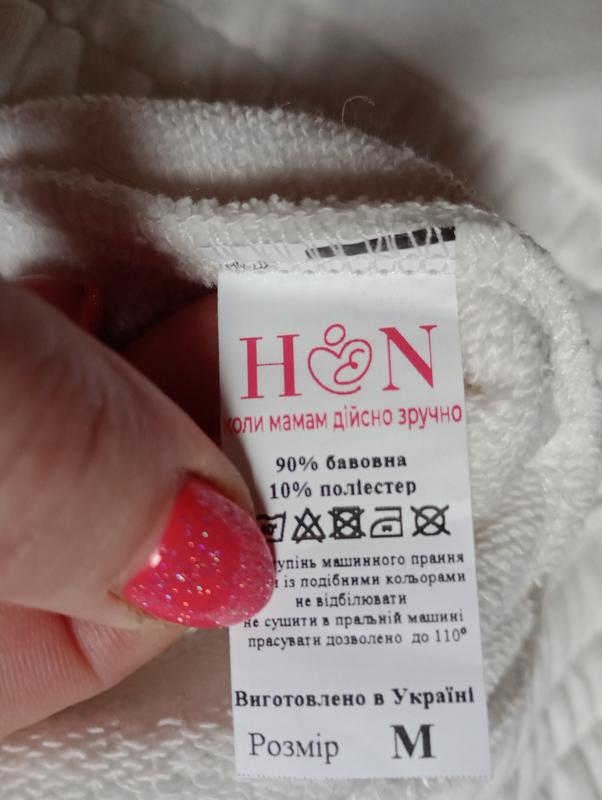 H&N
коли мамам дійсно зручно
90% бавовна
10% поліестер
машинного прання
із подібними кольорами
не відбілювати
не сушити в пральній машині
прасувати дозволено до 110°
Виготовлено в Україні
Розмір M